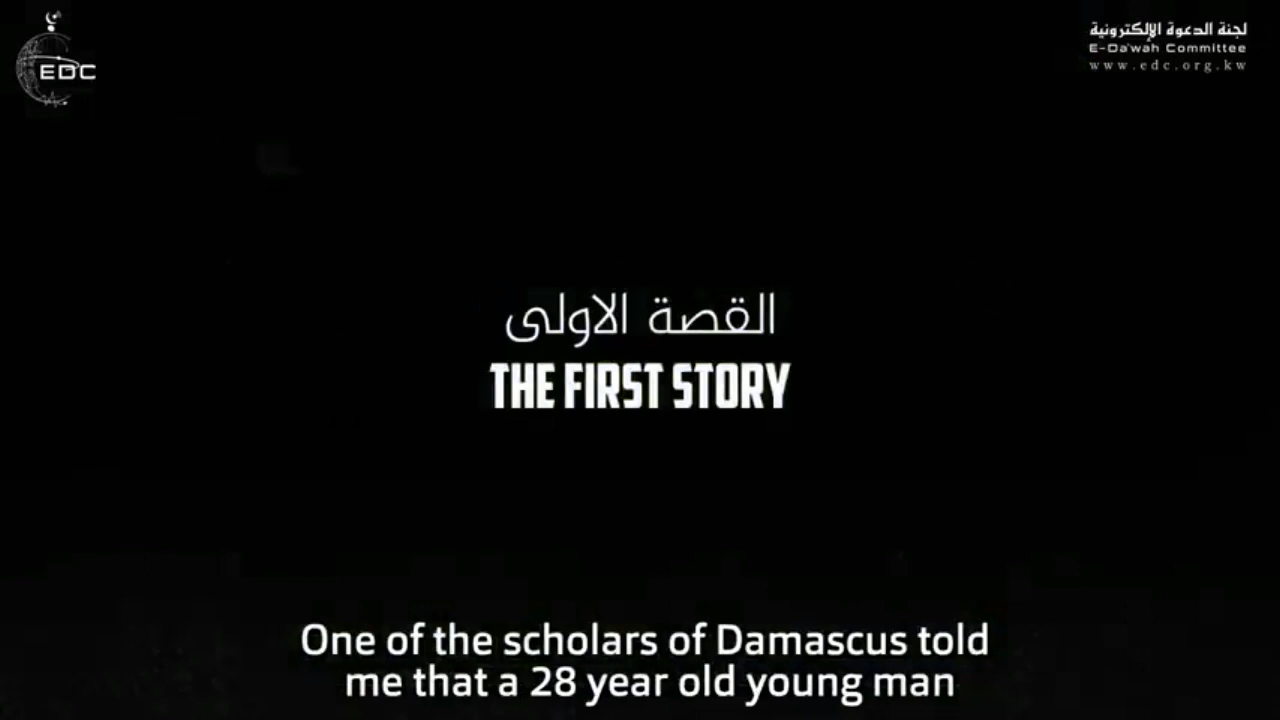 EDC
لجنة الدعوة الإلكترونية
E-Da'wah Committee
www.edc.org.kw
القصة الاولى
THE FIRST STORY
One of the scholars of Damascus told
me that a 28 year old young man